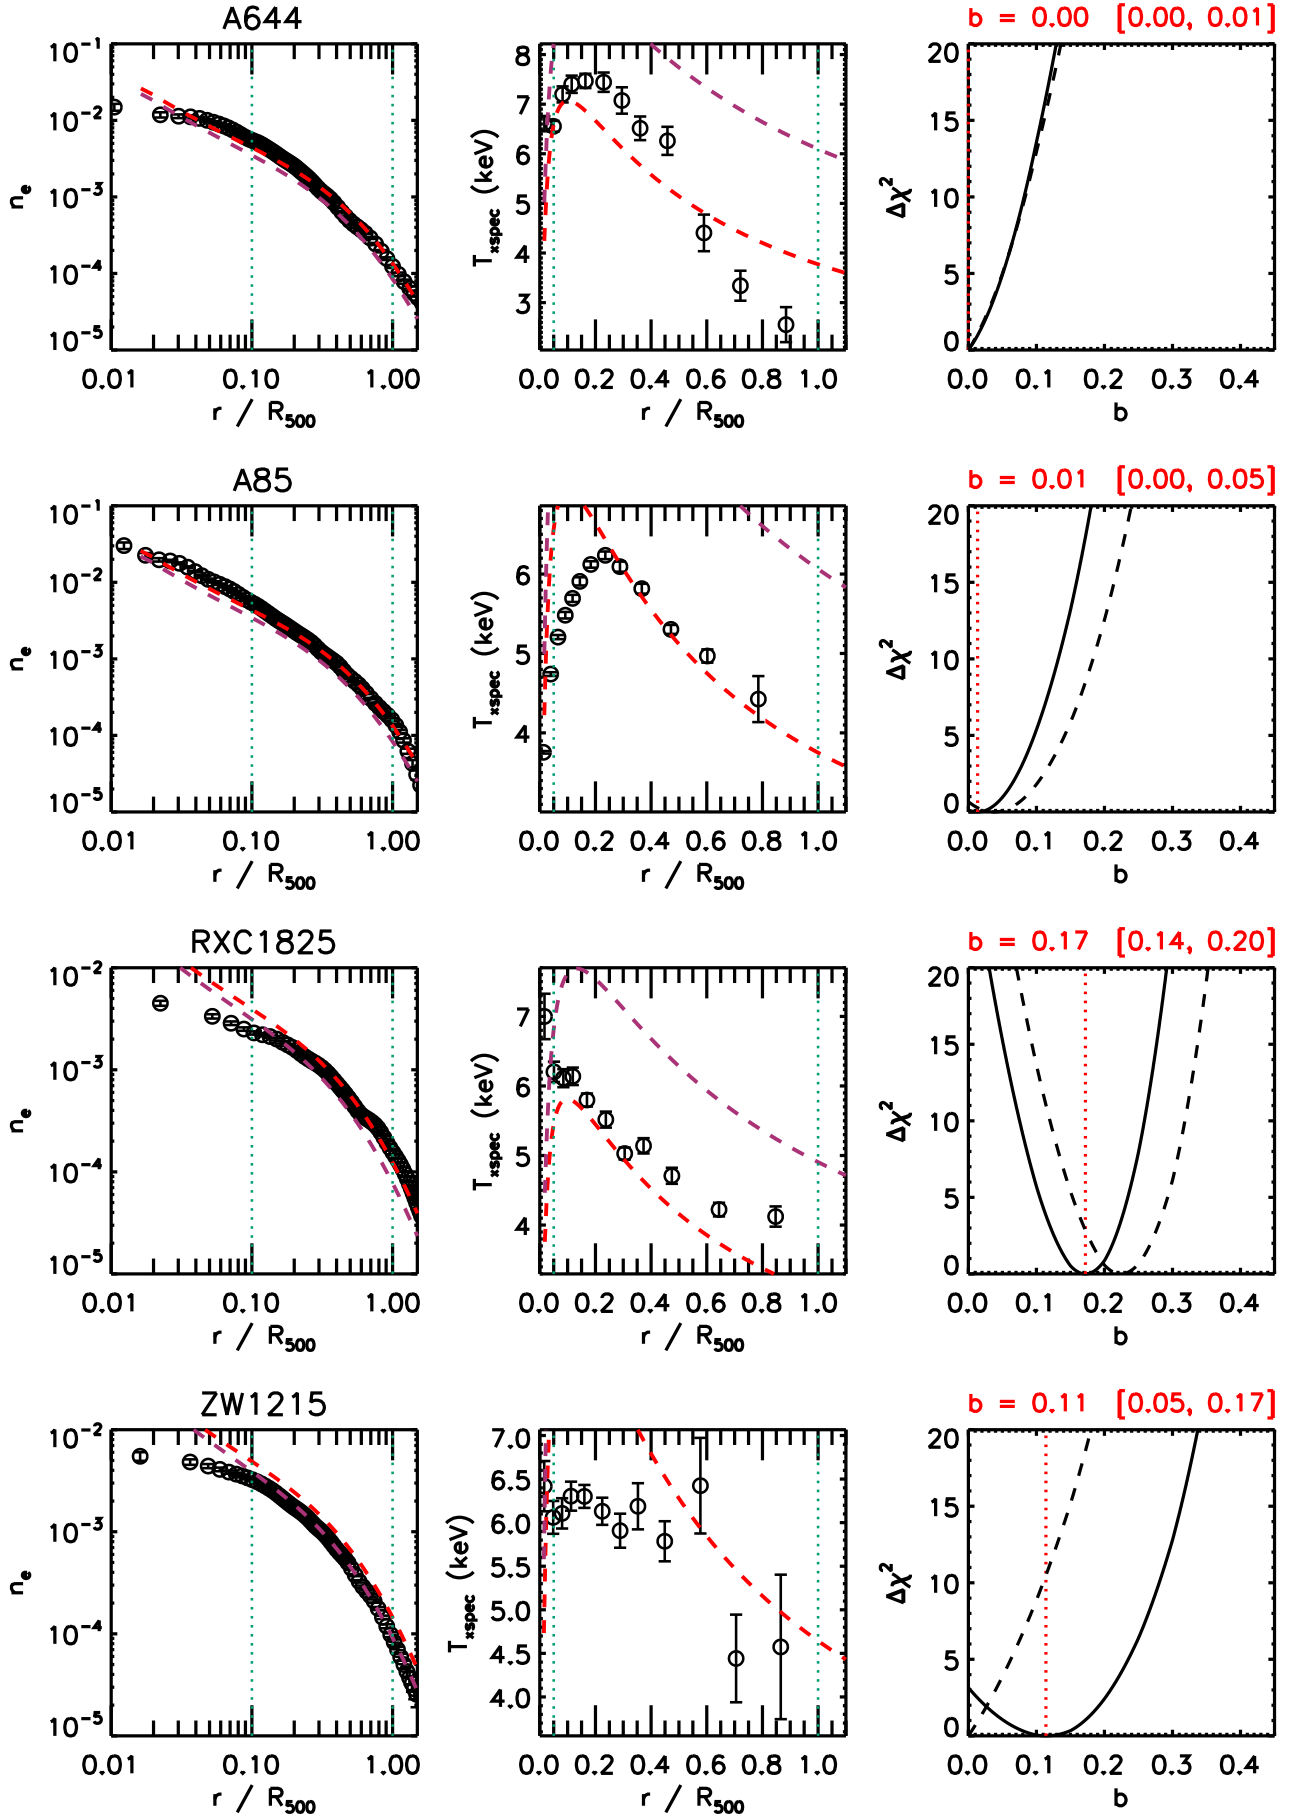 A644
b = 0.00 [0.00, 0.01]
10⁻¹
10⁻²
10⁻³
10⁻⁴
10⁻⁵
nₑ
0.01 0.10 1.00
r / R₅₀₀
8
7
6
5
4
3
Tₓₛₚₑc (keV)
0.0 0.2 0.4 0.6 0.8 1.0
r / R₅₀₀
20
15
10
5
0
Δχ²
0.0 0.1 0.2 0.3 0.4
b
A85
b = 0.01 [0.00, 0.05]
10⁻¹
10⁻²
10⁻³
10⁻⁴
10⁻⁵
nₑ
0.01 0.10 1.00
r / R₅₀₀
6
5
4
Tₓₛₚₑc (keV)
0.0 0.2 0.4 0.6 0.8 1.0
r / R₅₀₀
20
15
10
5
0
Δχ²
0.0 0.1 0.2 0.3 0.4
b
RXC1825
b = 0.17 [0.14, 0.20]
10⁻²
10⁻³
10⁻⁴
10⁻⁵
nₑ
0.01 0.10 1.00
r / R₅₀₀
7
6
5
4
Tₓₛₚₑc (keV)
0.0 0.2 0.4 0.6 0.8 1.0
r / R₅₀₀
20
15
10
5
0
Δχ²
0.0 0.1 0.2 0.3 0.4
b
ZW1215
b = 0.11 [0.05, 0.17]
10⁻²
10⁻³
10⁻⁴
10⁻⁵
nₑ
0.01 0.10 1.00
r / R₅₀₀
7.0
6.5
6.0
5.5
5.0
4.5
4.0
Tₓₛₚₑc (keV)
0.0 0.2 0.4 0.6 0.8 1.0
r / R₅₀₀
20
15
10
5
0
Δχ²
0.0 0.1 0.2 0.3 0.4
b